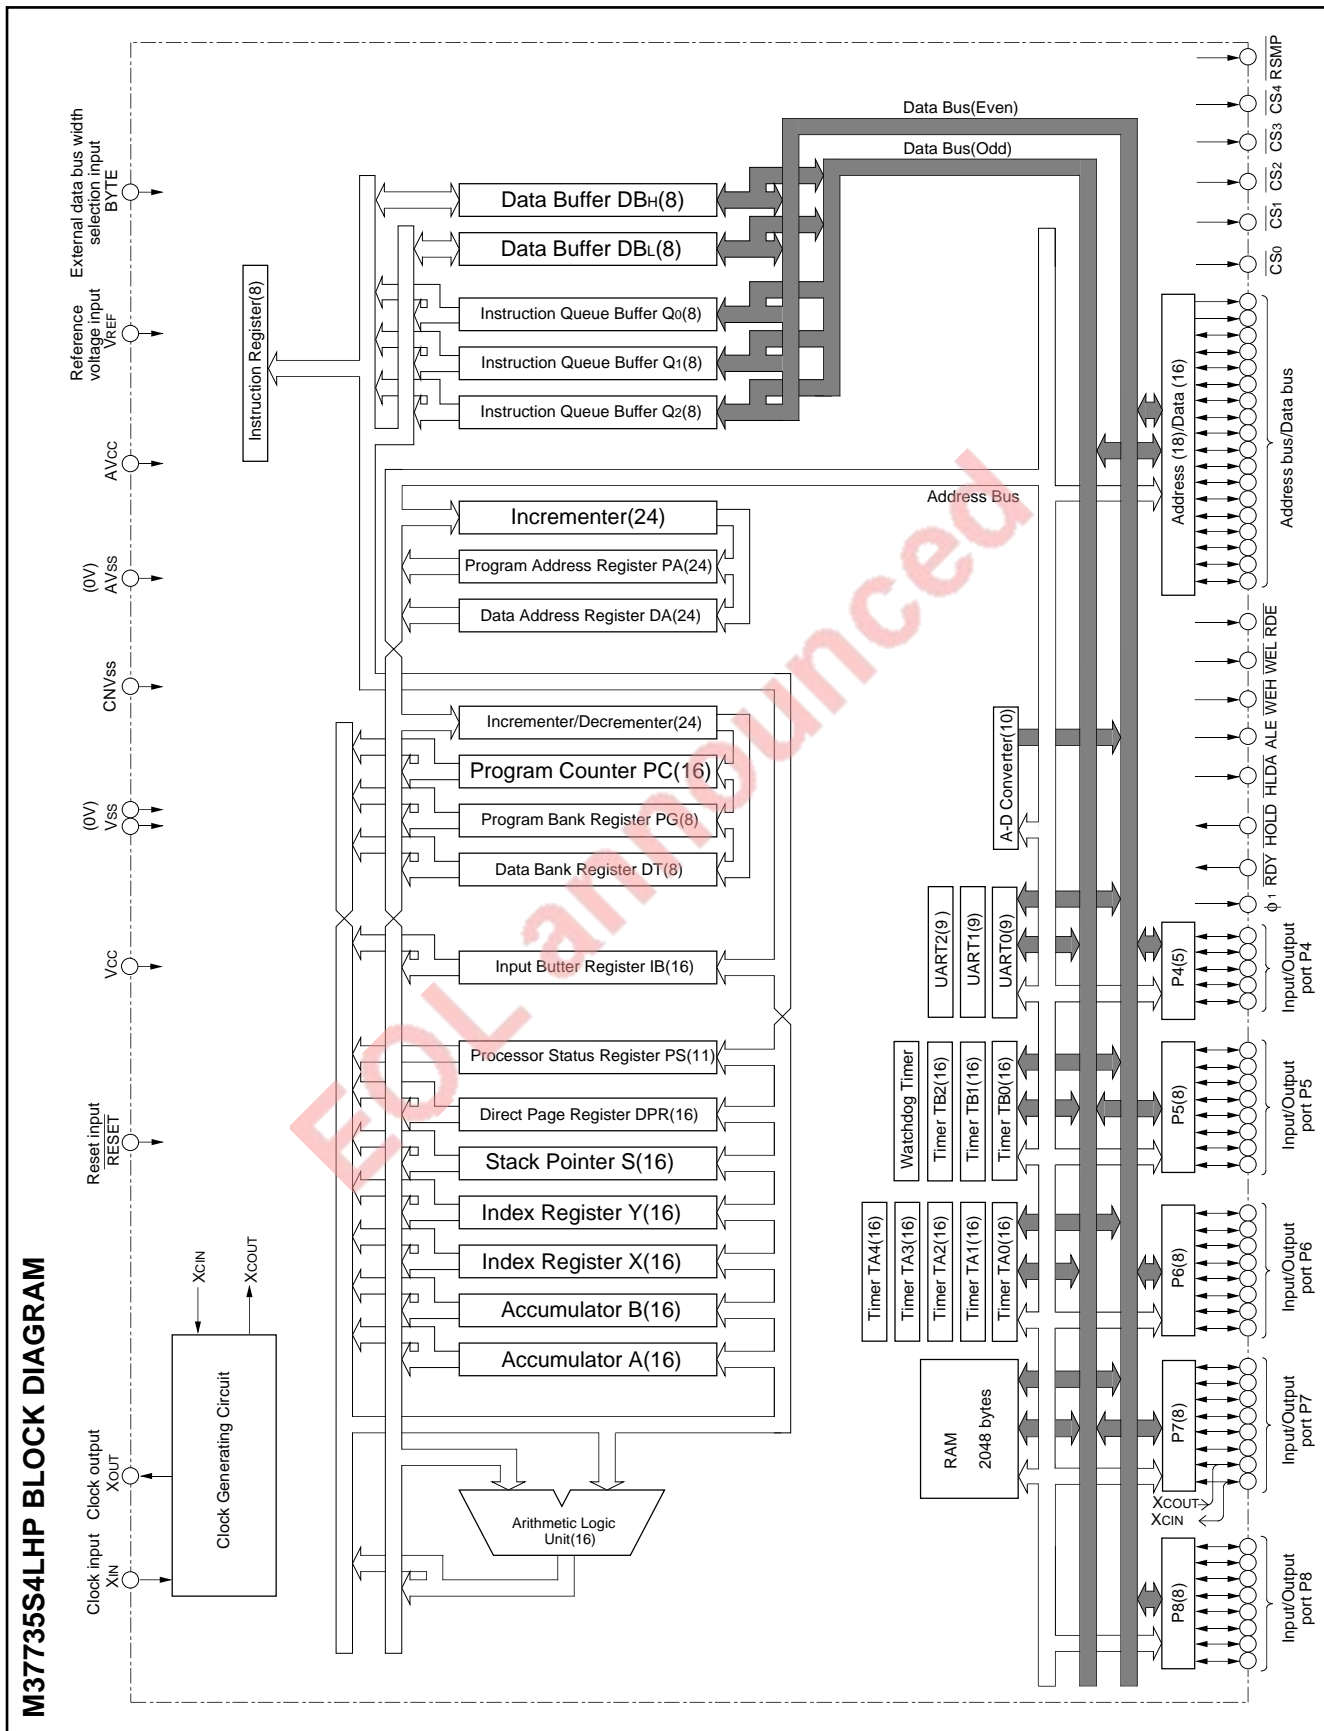 M37735S4LHP BLOCK DIAGRAM
Clock input
XIN
Clock output
XOUT
Reset input
RESET
VCC
(0V)
VSS
CNVss
(0V)
AVSS
AVCC
Reference
voltage input
VREF
External data bus width
selection input
BYTE
Clock Generating Circuit
XCIN
XCOUT
Instruction Register(8)
Data Buffer DBH(8)
Data Buffer DBL(8)
Instruction Queue Buffer Q0(8)
Instruction Queue Buffer Q1(8)
Instruction Queue Buffer Q2(8)
Incrementer(24)
Program Address Register PA(24)
Data Address Register DA(24)
Incrementer/Decrementer(24)
Program Counter PC(16)
Program Bank Register PG(8)
Data Bank Register DT(8)
Input Butter Register IB(16)
Processor Status Register PS(11)
Direct Page Register DPR(16)
Stack Pointer S(16)
Index Register Y(16)
Index Register X(16)
Accumulator B(16)
Accumulator A(16)
Arithmetic Logic
Unit(16)
Data Bus(Even)
Data Bus(Odd)
Address Bus
A-D Converter(10)
UART2(9 )
UART1(9)
UART0(9)
Watchdog Timer
Timer TB2(16)
Timer TB1(16)
Timer TB0(16)
Timer TA4(16)
Timer TA3(16)
Timer TA2(16)
Timer TA1(16)
Timer TA0(16)
RAM
2048 bytes
Address (18)/Data (16)
P4(5)
P5(8)
P6(8)
P7(8)
P8(8)
XCOUT
XCIN
RSMP
CS4
CS3
CS2
CS1
CS0
Address bus/Data bus
RDE
WEL
WEH
ALE
HLDA
HOLD
RDY
ϕ1
Input/Output
port P4
Input/Output
port P5
Input/Output
port P6
Input/Output
port P7
Input/Output
port P8
EOL announced